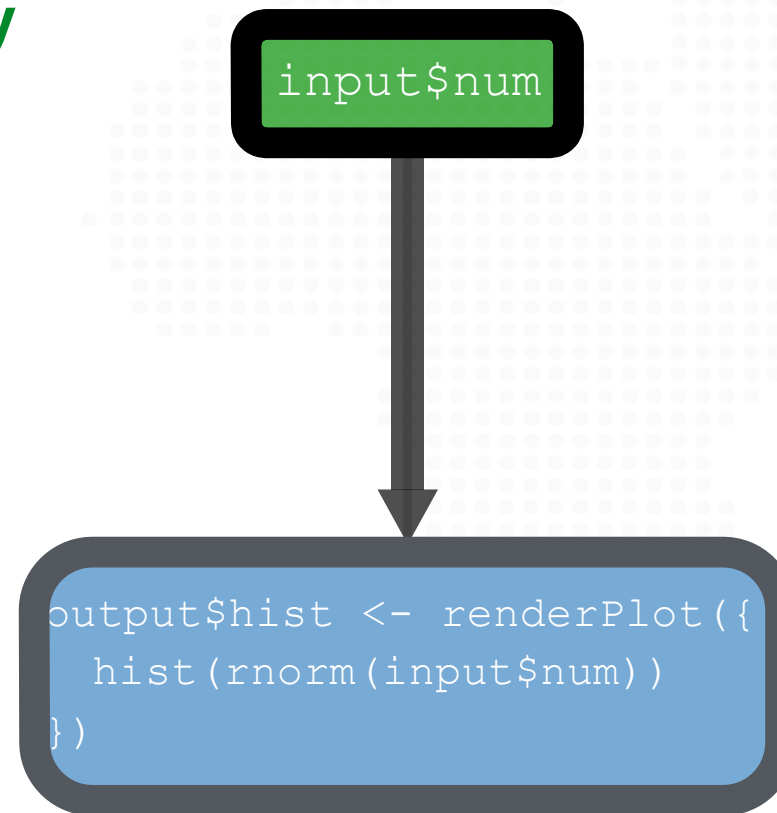 y
input$num
output$hist <- renderPlot({
  hist(rnorm(input$num))
})